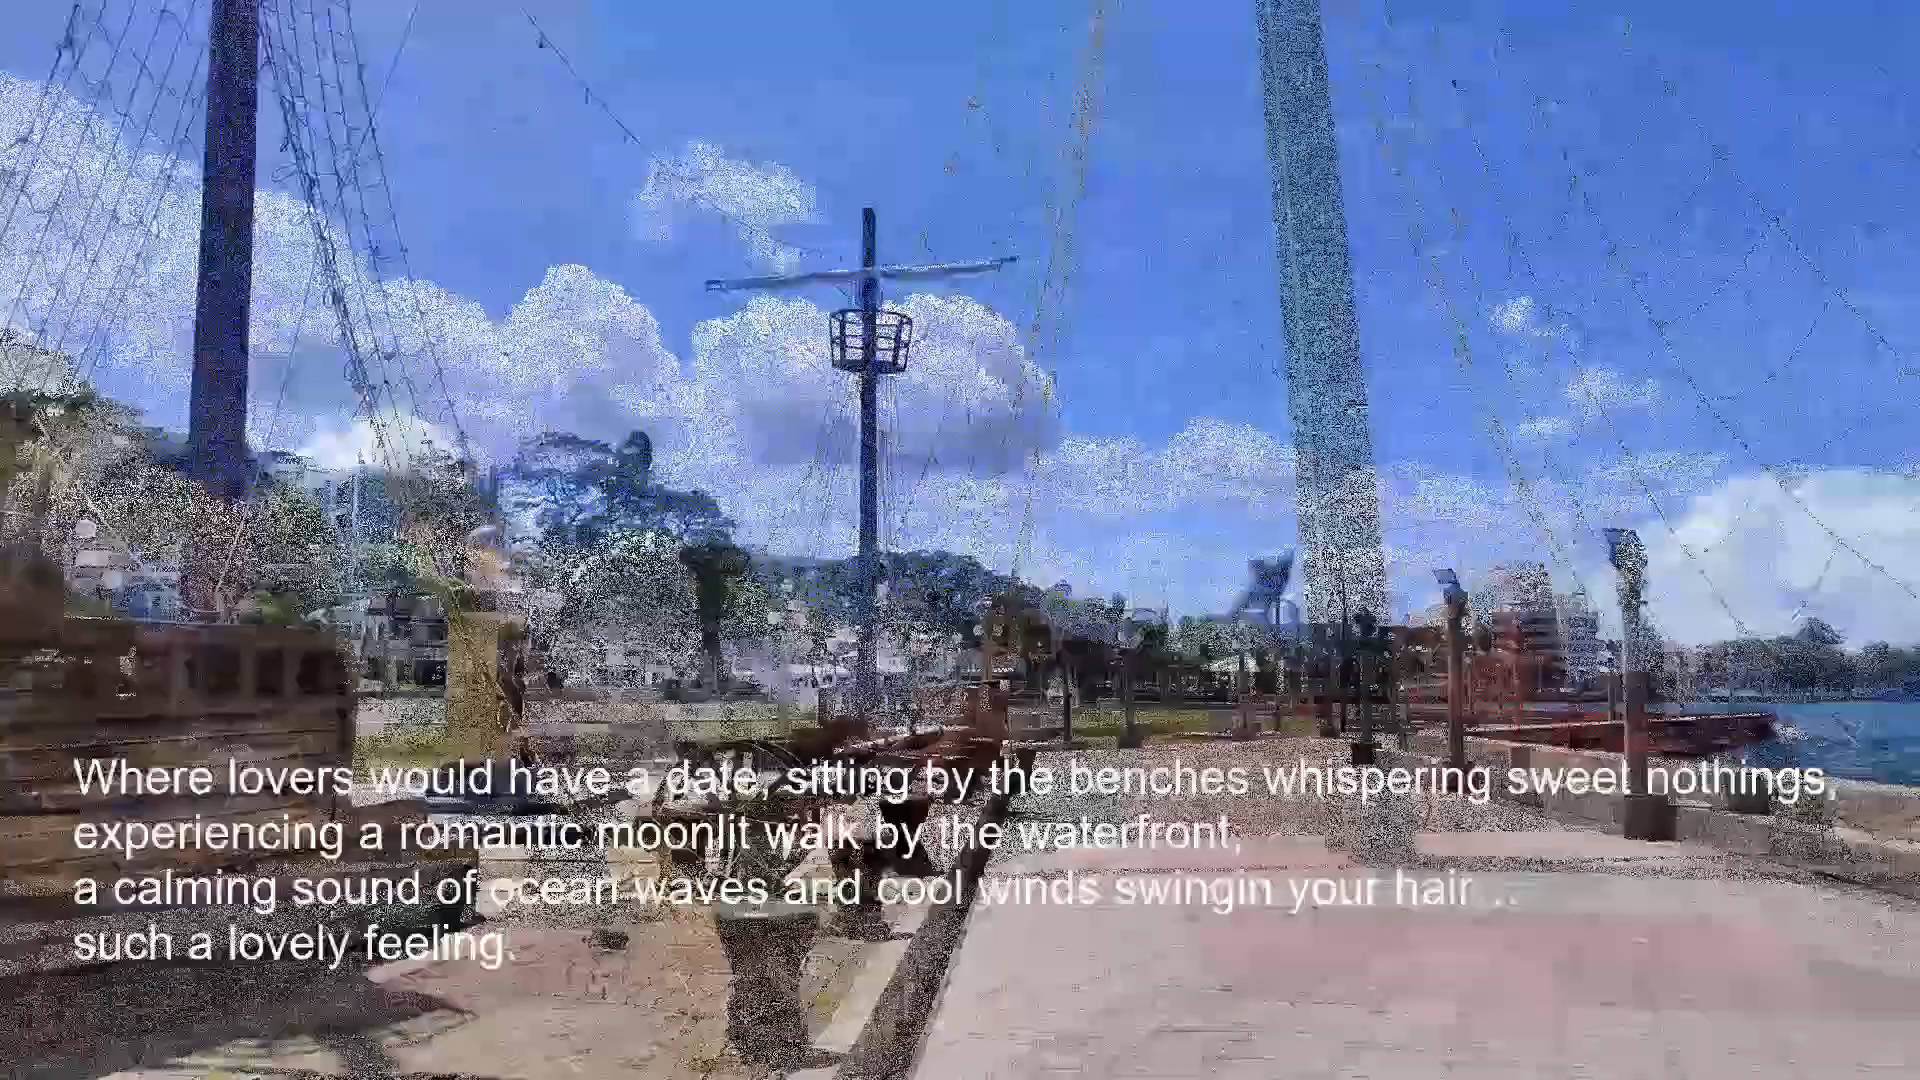 Where lovers would have a date, sitting by the benches whispering sweet nothings,
experiencing a romantic moonlit walk by the waterfront,
a calming sound of ocean waves and cool winds swingin your hair ...
such a lovely feeling.